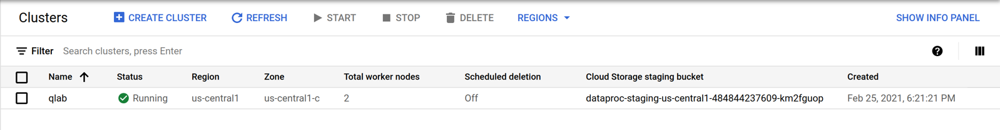 Clusters CREATE CLUSTER REFRESH START STOP DELETE REGIONS SHOW INFO PANEL
Filter Search clusters, press Enter
Name Status Region Zone Total worker nodes Scheduled deletion Cloud Storage staging bucket Created
qlab Running us-central1 us-central1-c 2 Off dataproc-staging-us-central1-484844237609-km2fguop Feb 25, 2021, 6:21:21 PM